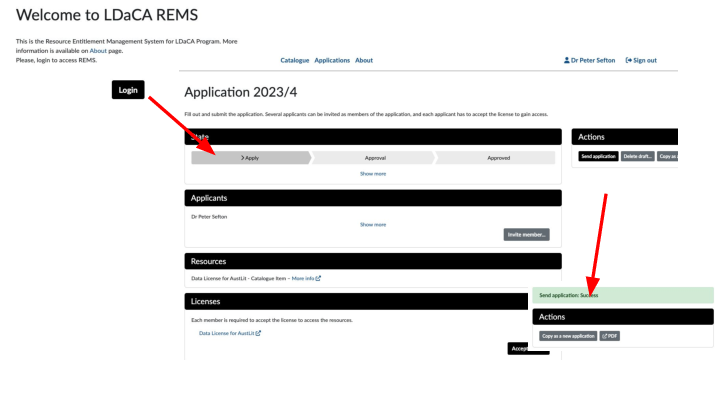 Welcome to LDaCA REMS
This is the Resource Entitlement Management System for LDaCA Program. More
information is available on About page.
Please, login to access REMS.
Login
Catalogue Applications About
Dr Peter Sefton Sign out
Application 2023/4
Fill out and submit the application. Several applicants can be invited as members of the application, and each applicant has to accept the license to gain access.
State
Apply
Approval
Approved
Show more
Actions
Send application
Delete draft...
Copy as
Applicants
Dr Peter Sefton
Show more
Invite member...
Resources
Data License for AustLit - Catalogue Item – More info
Licenses
Each member is required to accept the license to access the resources.
Data License for AustLit
Accept
Send application: Success
Actions
Copy as a new application
PDF